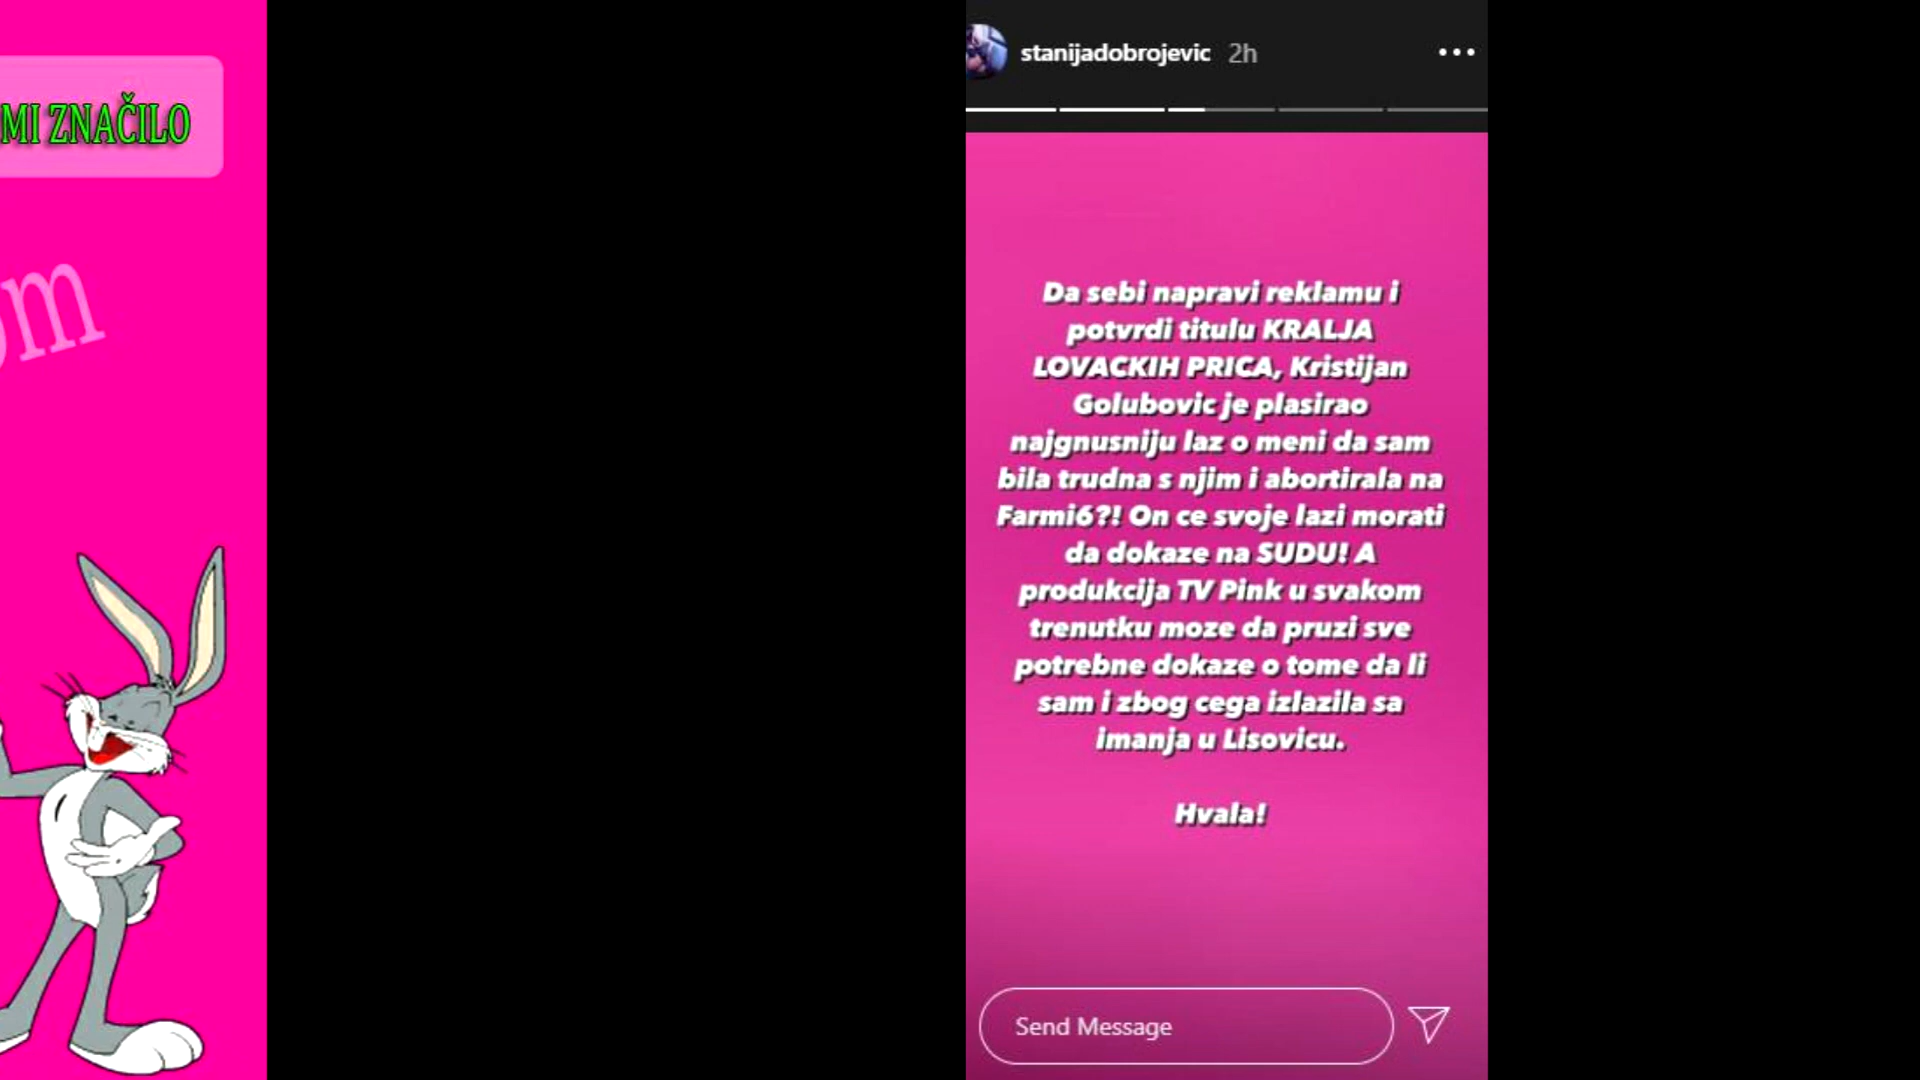 MI ZNAČILO
om
stanijadobrojevic 2h
Da sebi napravi reklamu i
potvrdi titulu KRALJA
LOVACKIH PRICA, Kristijan
Golubovic je plasirao
najgnusniju laz o meni da sam
bila trudna s njim i abortirala na
Farmi6?! On ce svoje lazi morati
da dokaze na SUDU! A
produkcija TV Pink u svakom
trenutku moze da pruzi sve
potrebne dokaze o tome da li
sam i zbog cega izlazila sa
imanja u Lisovicu.
Hvala!
Send Message